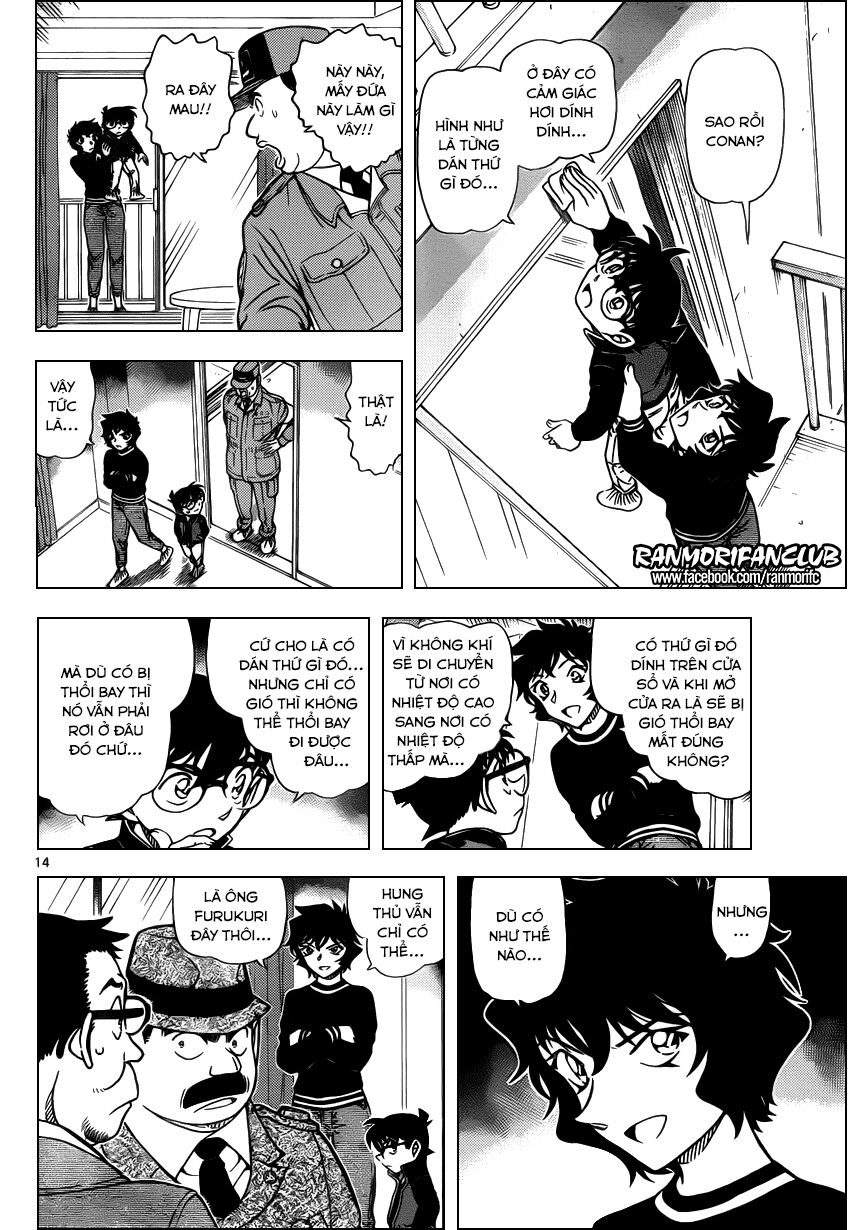 SAO RỒI
CONAN?
Ở ĐÂY CÓ
CẢM GIÁC
HƠI DÍNH
DÍNH...
HÌNH NHƯ
LÀ TỪNG
DÁN THỨ
GÌ ĐÓ...
NÀY NÀY,
MẤY ĐỨA
NÀY LÀM GÌ
VẬY!!
RA ĐÂY
MAU!!
THẬT
LÀ!
VẬY
TỨC
LÀ...
RANMORIFANCLUB
www.facebook.com/ranmorifc
CÓ THỨ GÌ ĐÓ
DÍNH TRÊN CỬA
SỔ VÀ KHI MỞ
CỬA RA LÀ SẼ BỊ
GIÓ THỔI BAY
MẤT ĐÚNG
KHÔNG?
VÌ KHÔNG KHÍ
SẼ DI CHUYỂN
TỪ NƠI CÓ
NHIỆT ĐỘ CAO
SANG NƠI CÓ
NHIỆT ĐỘ
THẤP MÀ...
CỨ CHO LÀ CÓ
DÁN THỨ GÌ ĐÓ...
NHƯNG CHỈ CÓ
GIÓ THÌ KHÔNG
THỂ THỔI BAY
ĐI ĐƯỢC
ĐÂU...
MÀ DÙ CÓ BỊ
THỔI BAY THÌ
NÓ VẪN PHẢI
RƠI Ở ĐÂU
ĐÓ CHỨ...
14
NHƯNG
...
DÙ CÓ
NHƯ THẾ
NÀO...
HUNG
THỦ VẪN
CHỈ CÓ
THỂ...
LÀ ÔNG
FURUKURI
ĐÂY THÔI...